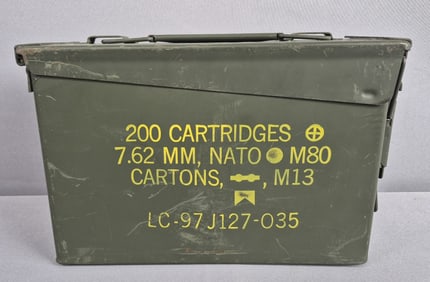 200 CARTRIDGES
7.62 MM, NATO M80
CARTONS, , M13
LC-97J127-035